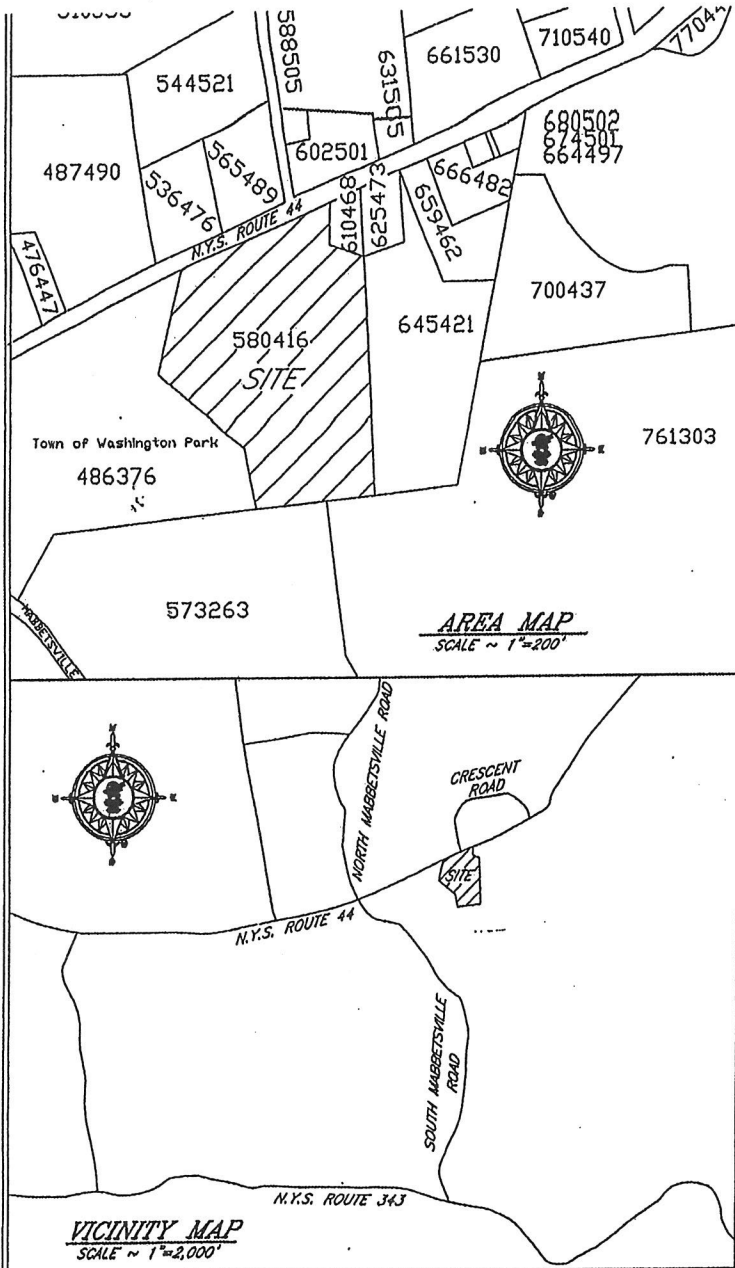 588505
631505
661530
710540
544521
680502
674501
664497
487490
536476
565489
602501
666482
610468
625473
659462
N.Y.S. ROUTE 44
476447
700437
580416
SITE
645421
Town of Washington Park
486376
761303
573263
MABBETSVILLE
AREA MAP
SCALE ~ 1"=200'
NORTH MABBETSVILLE ROAD
CRESCENT
ROAD
SITE
N.Y.S. ROUTE 44
SOUTH MABBETSVILLE
ROAD
N.Y.S. ROUTE 343
VICINITY MAP
SCALE ~ 1"=2,000'